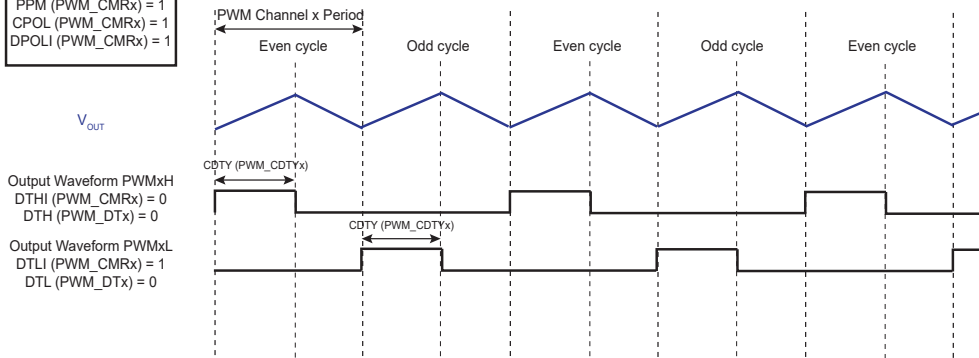 PPM (PWM_CMRx) = 1
CPOL (PWM_CMRx) = 1
DPOLI (PWM_CMRx) = 1
PWM Channel x Period
Even cycle
Odd cycle
Even cycle
Odd cycle
Even cycle
VOUT
CDTY (PWM_CDTYx)
Output Waveform PWMxH
DTHI (PWM_CMRx) = 0
DTH (PWM_DTx) = 0
CDTY (PWM_CDTYx)
Output Waveform PWMxL
DTLI (PWM_CMRx) = 1
DTL (PWM_DTx) = 0